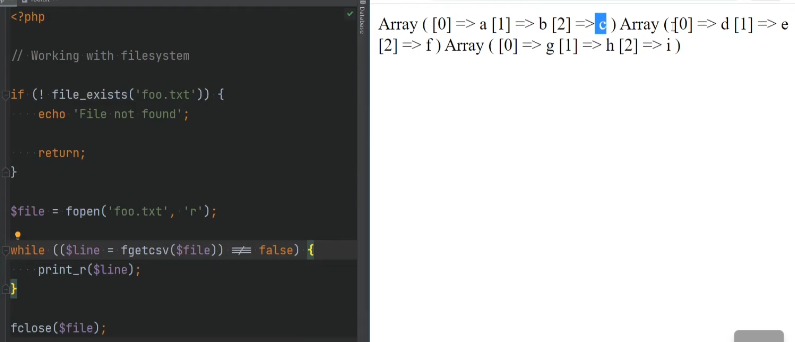 <?php
// Working with filesystem
if (! file_exists('foo.txt')) {
echo 'File not found';
return;
}
$file = fopen('foo.txt', 'r');
while (($line = fgetcsv($file)) !== false) {
print_r($line);
}
fclose($file);
Database
Array ( [0] => a [1] => b [2] => c ) Array ( [0] => d [1] => e
[2] => f ) Array ( [0] => g [1] => h [2] => i )